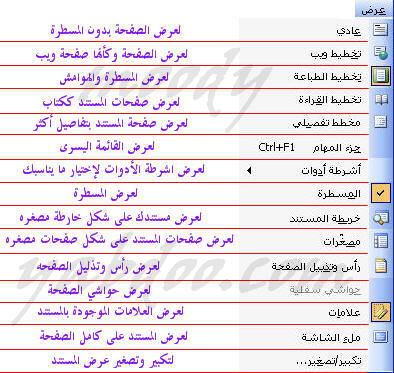 عرض
عادي لعرض الصفحة بدون المسطرة
تخطيط ويب لعرض الصفحة وكأنها صفحة ويب
تخطيط الطباعة لعرض المسطرة والهوامش
تخطيط القراءة لعرض صفحات المستند ككتاب
مخطط تفصيلي لعرض صفحة المستند بتفاصيل أكثر
جزء المهام Ctrl+F1 لعرض القائمة اليسرى
أشرطة أدوات لعرض اشرطة الأدوات لإختيار ما يناسبك
المسطرة لعرض المسطرة
خريطة المستند لعرض مستندك على شكل خارطة مصغره
مصغّرات لعرض صفحات المستند على شكل صفحات مصغره
رأس وتذييل الصفحة لعرض رأس وتذليل الصفحه
حواشي سفلية لعرض حواشي الصفحة
علامات لعرض العلامات الموجودة بالمستند
ملء الشاشة لعرض المستند على كامل الصفحة
تكبير/تصغير... لتكبير وتصغير عرض المستند